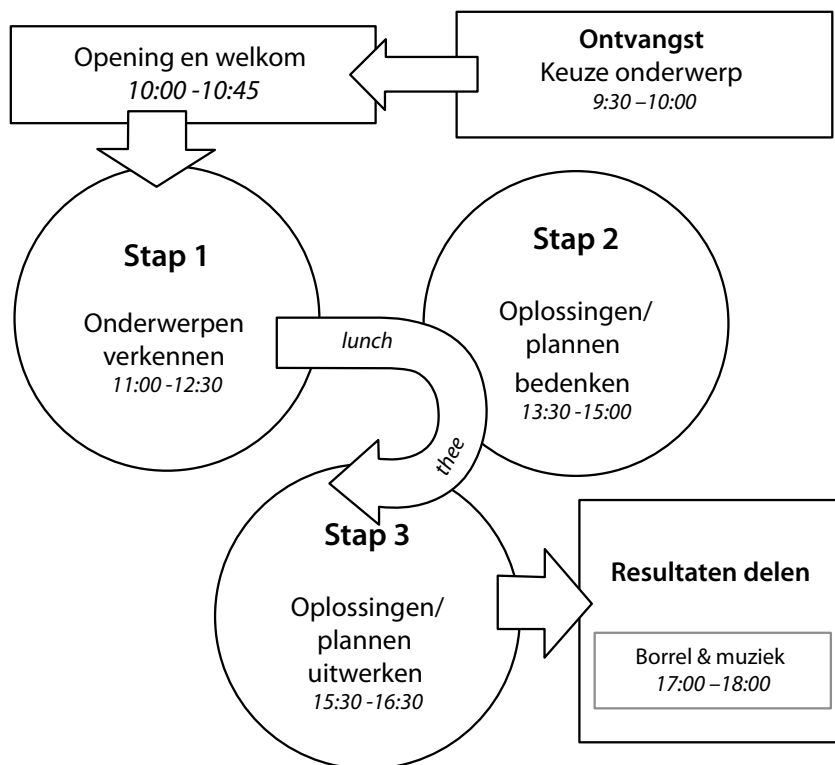 Ontvangst
Keuze onderwerp
9:30 –10:00
Opening en welkom
10:00 -10:45
Stap 1
Onderwerpen
verkennen
11:00 -12:30
lunch
Stap 2
Oplossingen/
plannen
bedenken
13:30 -15:00
thee
Stap 3
Oplossingen/
plannen
uitwerken
15:30 -16:30
Resultaten delen
Borrel & muziek
17:00 –18:00